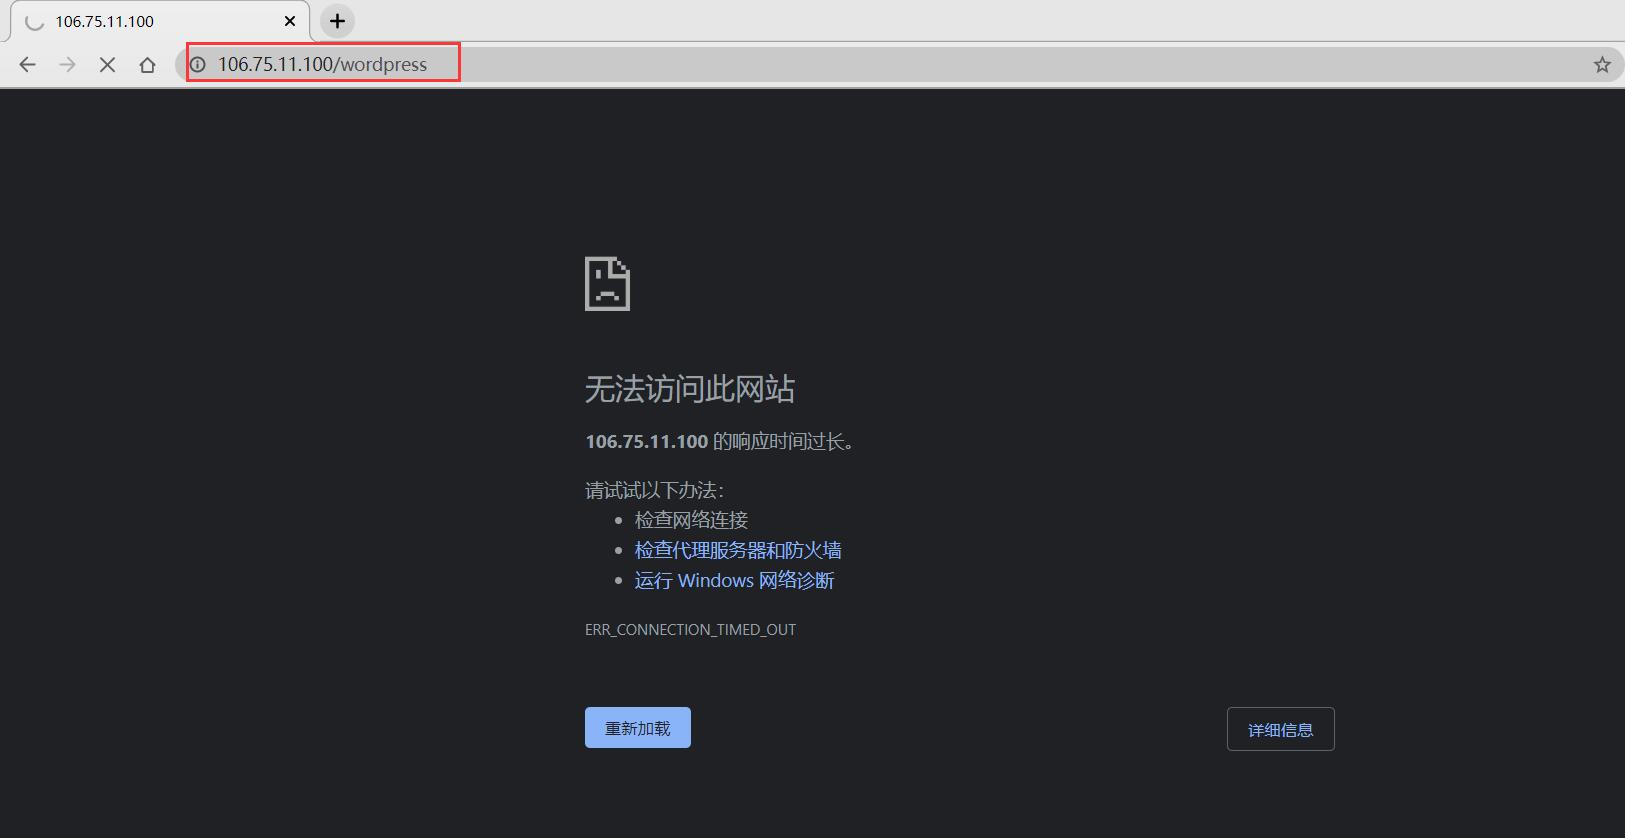 106.75.11.100
106.75.11.100/wordpress
无法访问此网站
106.75.11.100 的响应时间过长。
请试试以下办法：
检查网络连接
检查代理服务器和防火墙
运行 Windows 网络诊断
ERR_CONNECTION_TIMED_OUT
重新加载
详细信息